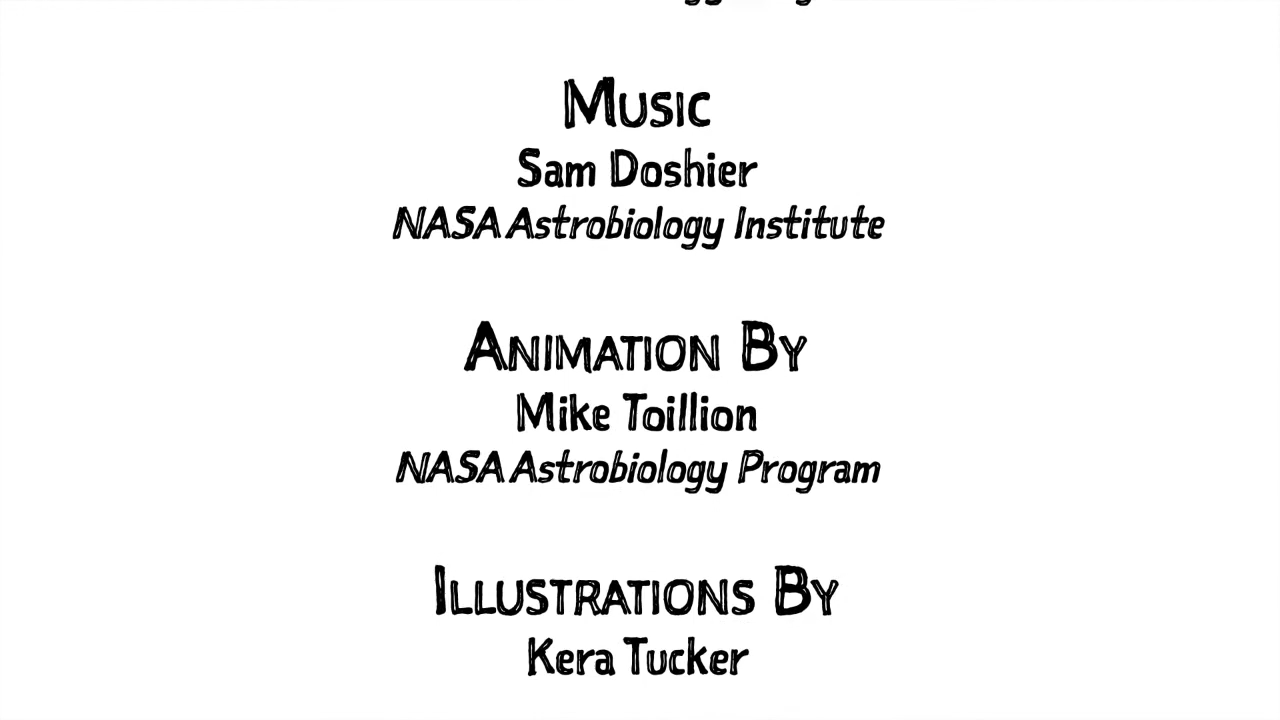 Music
Sam Doshier
NASA Astrobiology Institute
Animation By
Mike Toillion
NASA Astrobiology Program
Illustrations By
Kera Tucker